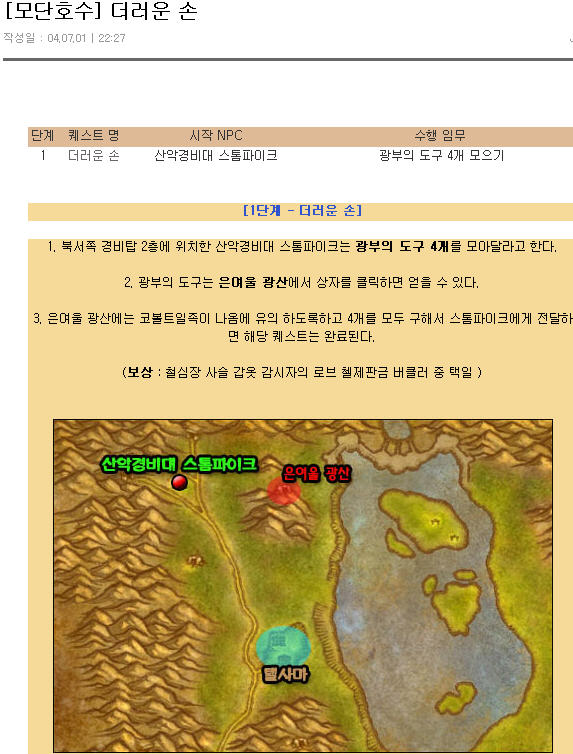 [모단호수] 더러운 손
작성일 : 04.07.01 | 22:27
단계 퀘스트 명 시작 NPC 수행 임무
1 더러운 손 산악경비대 스톰파이크 광부의 도구 4개 모으기
[1단계 - 더러운 손]
1. 북서쪽 경비탑 2층에 위치한 산악경비대 스톰파이크는 광부의 도구 4개를 모아달라고 한다.
2. 광부의 도구는 은여울 광산에서 상자를 클릭하면 얻을 수 있다.
3. 은여울 광산에는 코볼트일족이 나옴에 유의 하도록하고 4개를 모두 구해서 스톰파이크에게 전달하
면 해당 퀘스트는 완료된다.
(보상 : 철심장 사슬 갑옷 감시자의 로브 헬제판금 버클러 중 택일 )
산악경비대 스톰파이크
은여울 광산
텔사마